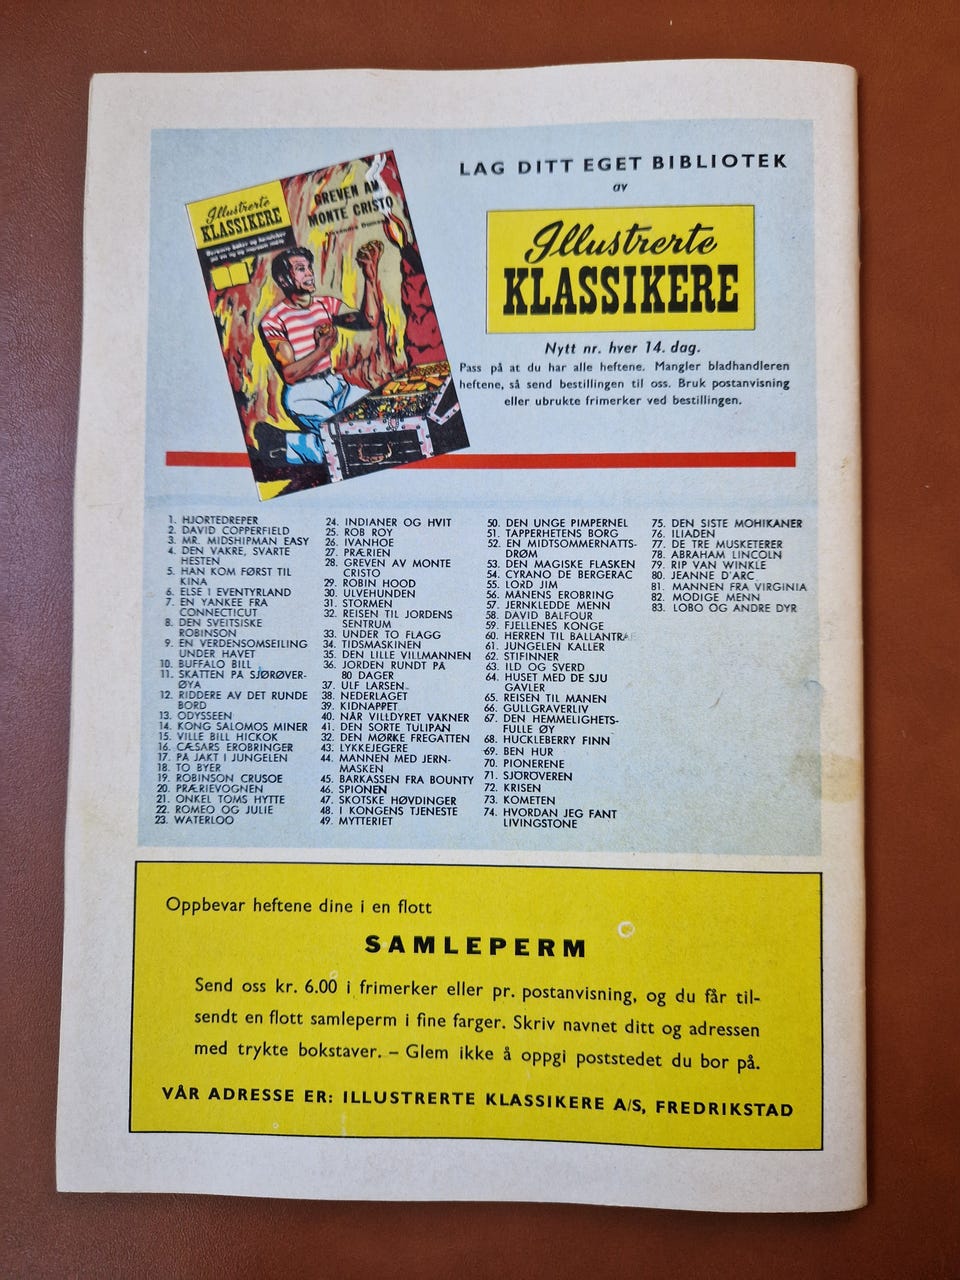 LAG DITT EGET BIBLIOTEK
av
Illustrerte
KLASSIKERE
Illustrerte
KLASSIKERE
GREVEN AV
MONTE CRISTO
Alexandre Dumas
Nytt nr. hver 14. dag.
Pass på at du har alle heftene. Mangler bladhandleren
heftene, så send bestillingen til oss. Bruk postanvisning
eller ubrukte frimerker ved bestillingen.
1. HJORTEDREPER
2. DAVID COPPERFIELD
3. MR. MIDSHIPMAN EASY
4. DEN VAKRE, SVARTE
HESTEN
5. HAN KOM FØRST TIL
KINA
6. ELSE I EVENTYRLAND
7. EN YANKEE FRA
CONNECTICUT
8. DEN SVEITSISKE
ROBINSON
9. EN VERDENSOMSEILING
UNDER HAVET
10. BUFFALO BILL
11. SKATTEN PÅ SJØRØVER-
ØYA
12. RIDDERE AV DET RUNDE
BORD
13. ODYSSEEN
14. KONG SALOMOS MINER
15. VILLE BILL HICKOK
16. CÆSARS EROBRINGER
17. PÅ JAKT I JUNGELEN
18. TO BYER
19. ROBINSON CRUSOE
20. PRÆRIEVOGNEN
21. ONKEL TOMS HYTTE
22. ROMEO OG JULIE
23. WATERLOO
24. INDIANER OG HVIT
25. ROB ROY
26. IVANHOE
27. PRÆRIEN
28. GREVEN AV MONTE
CRISTO
29. ROBIN HOOD
30. ULVEHUNDEN
31. STORMEN
32. REISEN TIL JORDENS
SENTRUM
33. UNDER TO FLAGG
34. TIDSMASKINEN
35. DEN LILLE VILLMANNEN
36. JORDEN RUNDT PÅ
80 DAGER
37. ULF LARSEN
38. NEDERLAGET
39. KIDNAPPET
40. NÅR VILLDYRET VAKNER
41. DEN SORTE TULIPAN
32. DEN MØRKE FREGATTEN
43. LYKKEJEGERE
44. MANNEN MED JERN-
MASKEN
45. BARKASSEN FRA BOUNTY
46. SPIONEN
47. SKOTSKE HØVDINGER
48. I KONGENS TJENESTE
49. MYTTERIET
50. DEN UNGE PIMPERNEL
51. TAPPERHETENS BORG
52. EN MIDTSOMMERNATTS-
DRØM
53. DEN MAGISKE FLASKEN
54. CYRANO DE BERGERAC
55. LORD JIM
56. MÅNENS EROBRING
57. JERNKLEDDE MENN
58. DAVID BALFOUR
59. FJELLENES KONGE
60. HERREN TIL BALLANTRAE
61. JUNGELEN KALLER
62. STIFINNER
63. ILD OG SVERD
64. HUSET MED DE SJU
GAVLER
65. REISEN TIL MÅNEN
66. GULLGRAVERLIV
67. DEN HEMMELIGHETS-
FULLE ØY
68. HUCKLEBERRY FINN
69. BEN HUR
70. PIONERENE
71. SJÖRÖVEREN
72. KRISEN
73. KOMETEN
74. HVORDAN JEG FANT
LIVINGSTONE
75. DEN SISTE MOHIKANER
76. ILIADEN
77. DE TRE MUSKETERER
78. ABRAHAM LINCOLN
79. RIP VAN WINKLE
80. JEANNE D'ARC
81. MANNEN FRA VIRGINIA
82. MODIGE MENN
83. LOBO OG ANDRE DYR
Oppbevar heftene dine i en flott
SAMLEPERM
Send oss kr. 6.00 i frimerker eller pr. postanvisning, og du får til-
sendt en flott samleperm i fine farger. Skriv navnet ditt og adressen
med trykte bokstaver. – Glem ikke å oppgi poststedet du bor på.
VÅR ADRESSE ER: ILLUSTRERTE KLASSIKERE A/S, FREDRIKSTAD